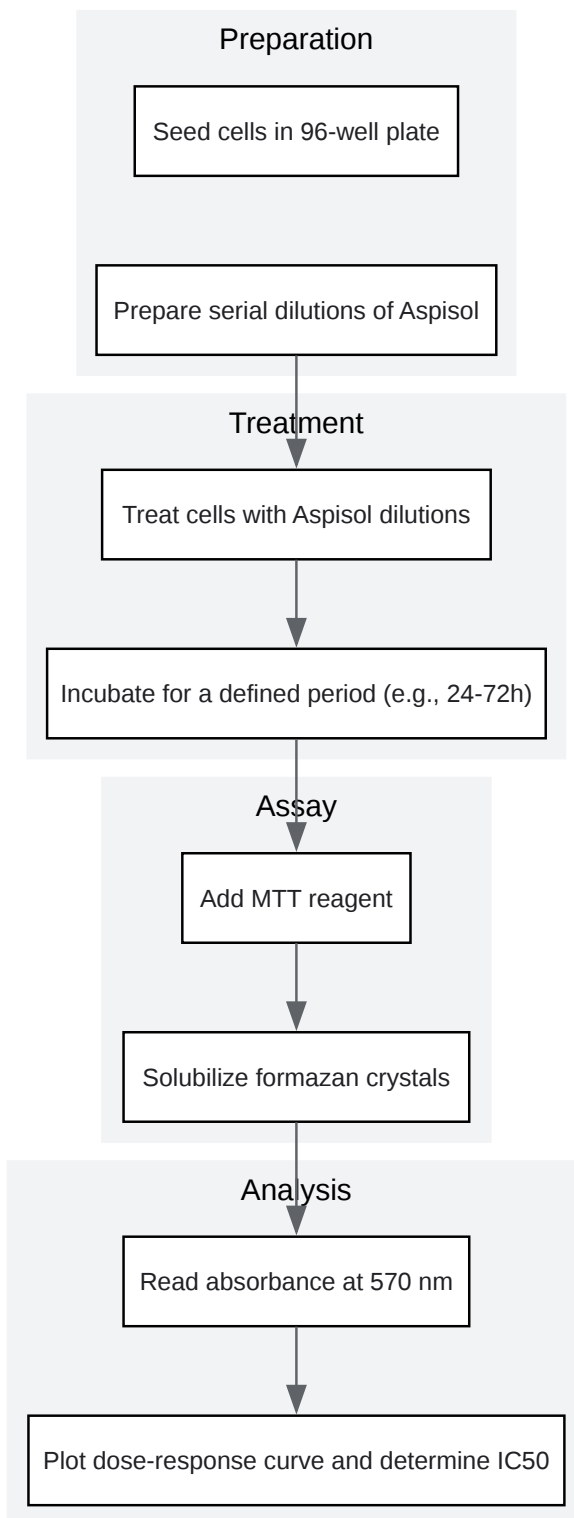 Preparation
Seed cells in 96-well plate
Prepare serial dilutions of Aspisol
Treatment
Treat cells with Aspisol dilutions
Incubate for a defined period (e.g., 24-72h)
Assay
Add MTT reagent
Solubilize formazan crystals
Analysis
Read absorbance at 570 nm
Plot dose-response curve and determine IC50